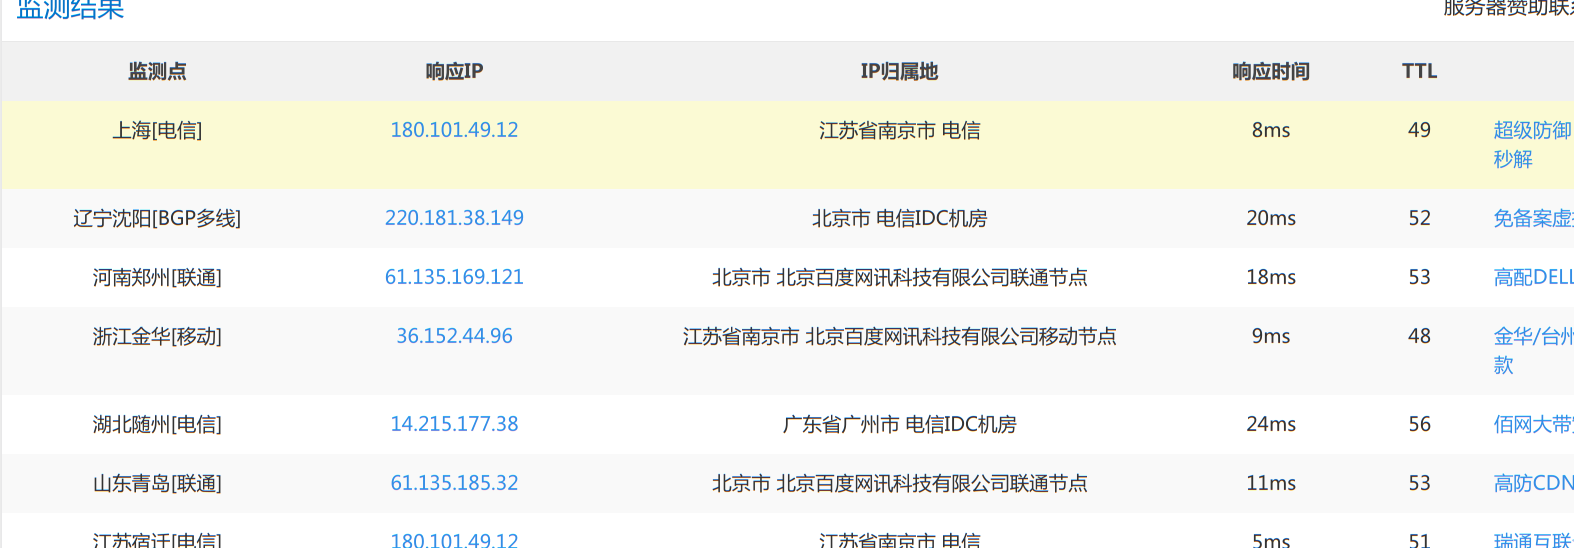 监测结果
服务器赞助联
监测点 响应IP IP归属地 响应时间 TTL
上海[电信] 180.101.49.12 江苏省南京市 电信 8ms 49 超级防御
秒解
辽宁沈阳[BGP多线] 220.181.38.149 北京市 电信IDC机房 20ms 52 免备案虚
河南郑州[联通] 61.135.169.121 北京市 北京百度网讯科技有限公司联通节点 18ms 53 高配DELL
浙江金华[移动] 36.152.44.96 江苏省南京市 北京百度网讯科技有限公司移动节点 9ms 48 金华/台州
款
湖北随州[电信] 14.215.177.38 广东省广州市 电信IDC机房 24ms 56 佰网大带
山东青岛[联通] 61.135.185.32 北京市 北京百度网讯科技有限公司联通节点 11ms 53 高防CDN
江苏宿迁[电信] 180.101.49.12 江苏省南京市 电信 5ms 51 瑞通互联